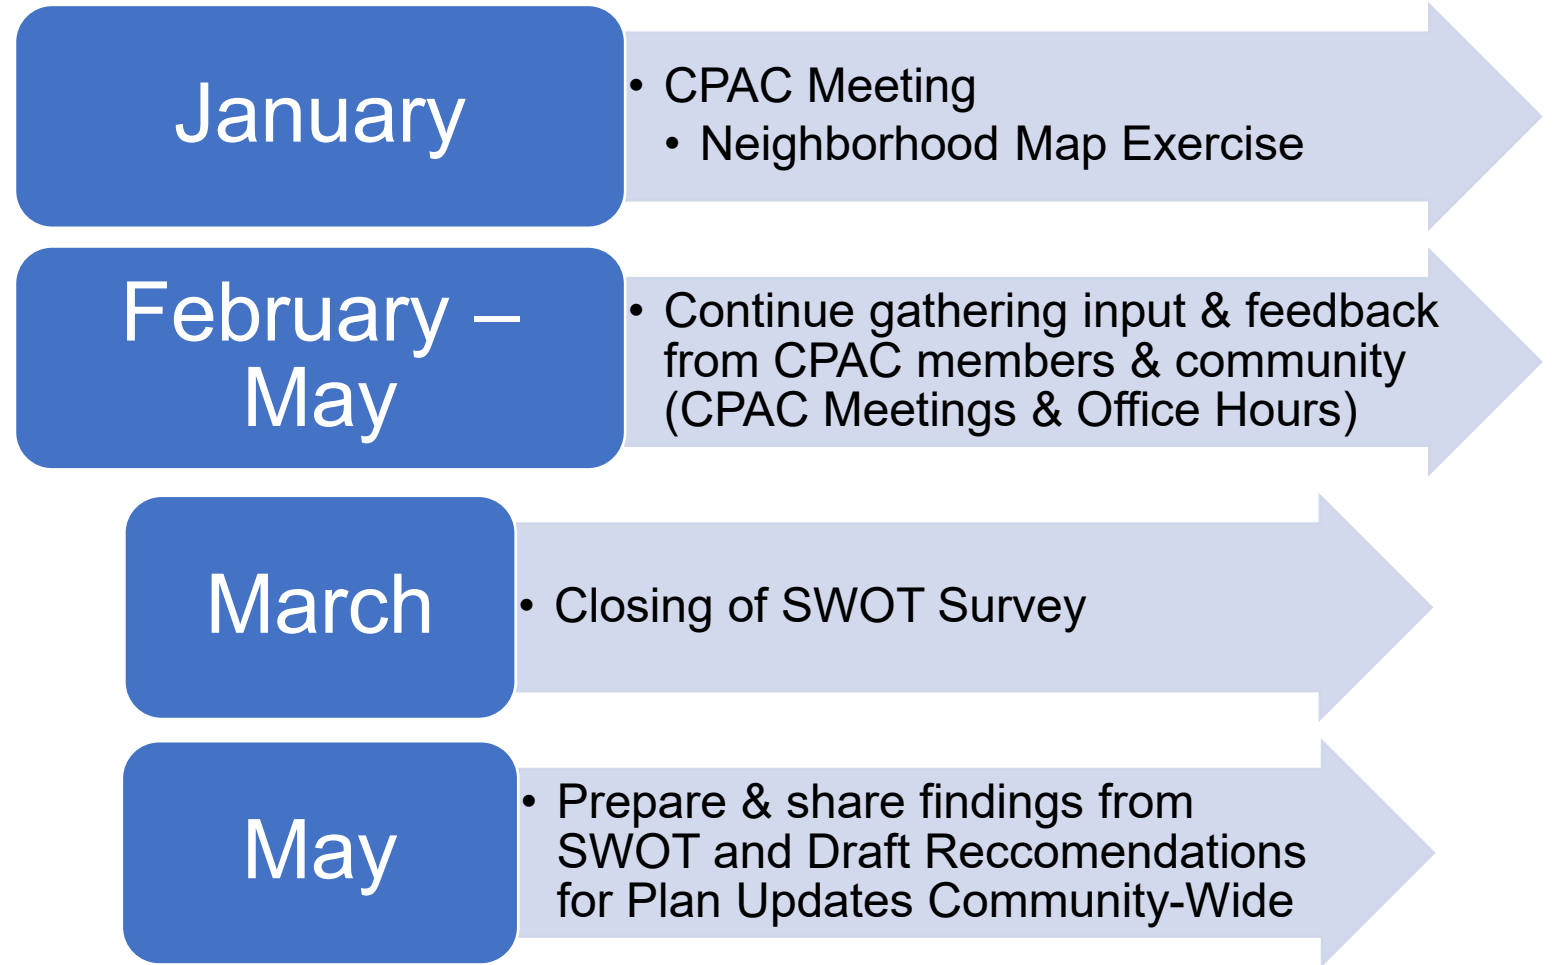 January
• CPAC Meeting
• Neighborhood Map Exercise
February –
May
• Continue gathering input & feedback
from CPAC members & community
(CPAC Meetings & Office Hours)
March
• Closing of SWOT Survey
May
• Prepare & share findings from
SWOT and Draft Reccomendations
for Plan Updates Community-Wide